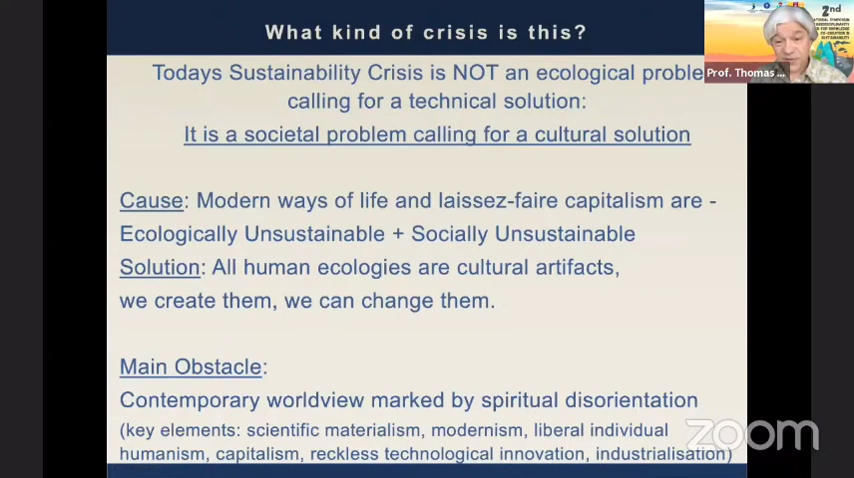 What kind of crisis is this?
2nd
Prof. Thomas ...
Todays Sustainability Crisis is NOT an ecological proble
calling for a technical solution:
It is a societal problem calling for a cultural solution
Cause: Modern ways of life and laissez-faire capitalism are -
Ecologically Unsustainable + Socially Unsustainable
Solution: All human ecologies are cultural artifacts,
we create them, we can change them.
Main Obstacle:
Contemporary worldview marked by spiritual disorientation
(key elements: scientific materialism, modernism, liberal individual
humanism, capitalism, reckless technological innovation, industrialisation)
zoom